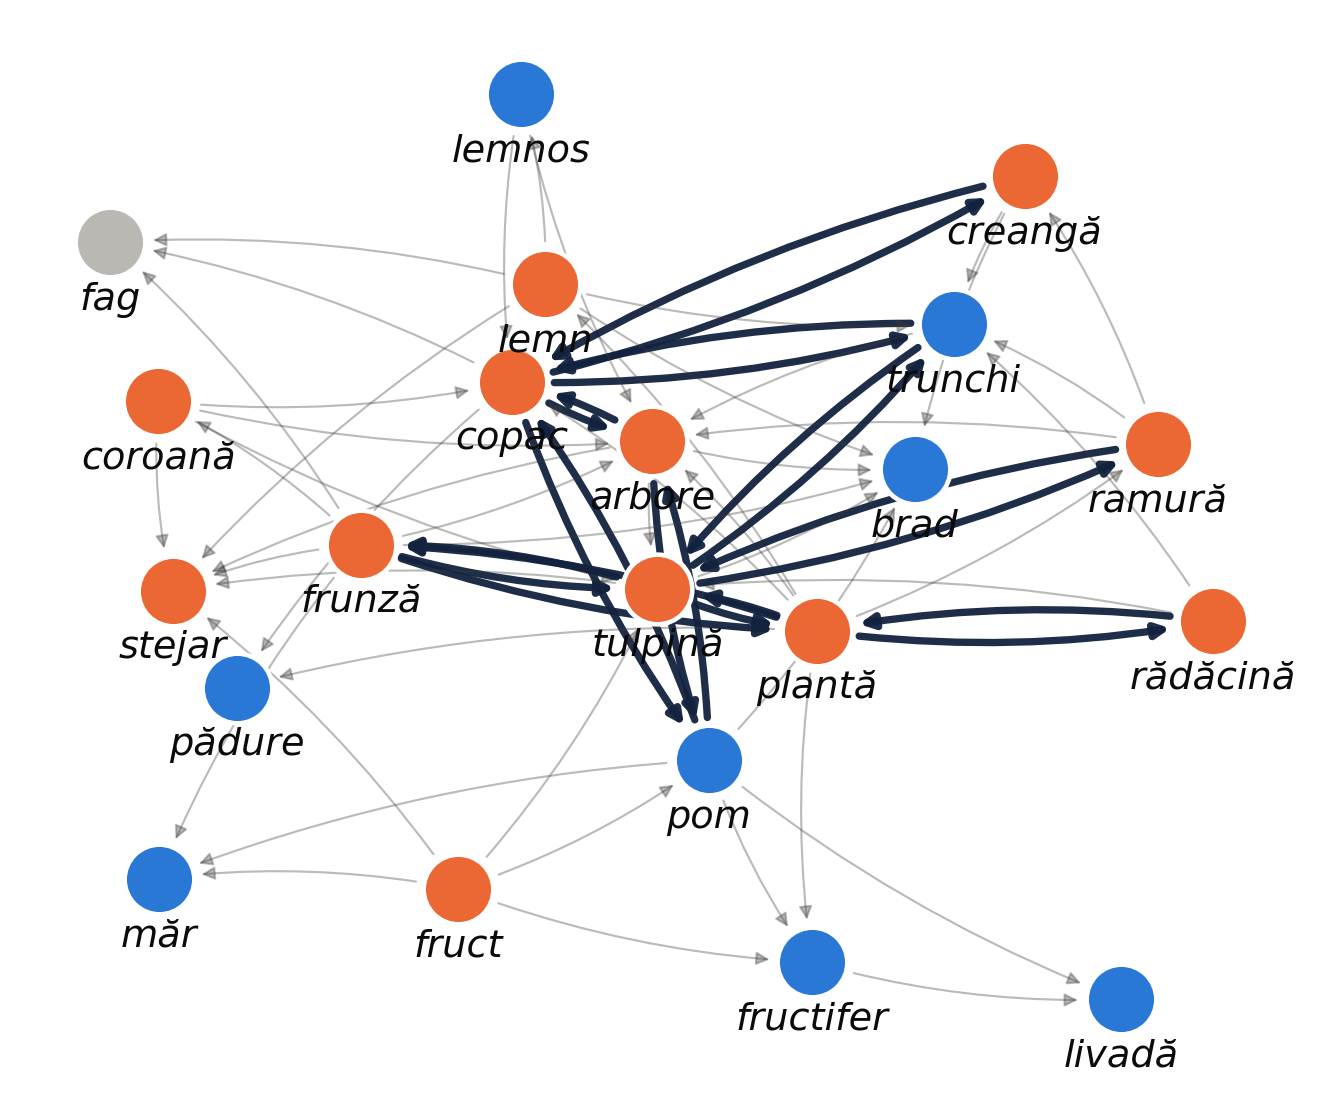 lemnos
creangă
fag
lemn
trunchi
copac
coroană
arbore
ramură
brad
frunză
stejar
tulpină
plantă
rădăcină
pădure
pom
măr
fruct
fructifer
livadă